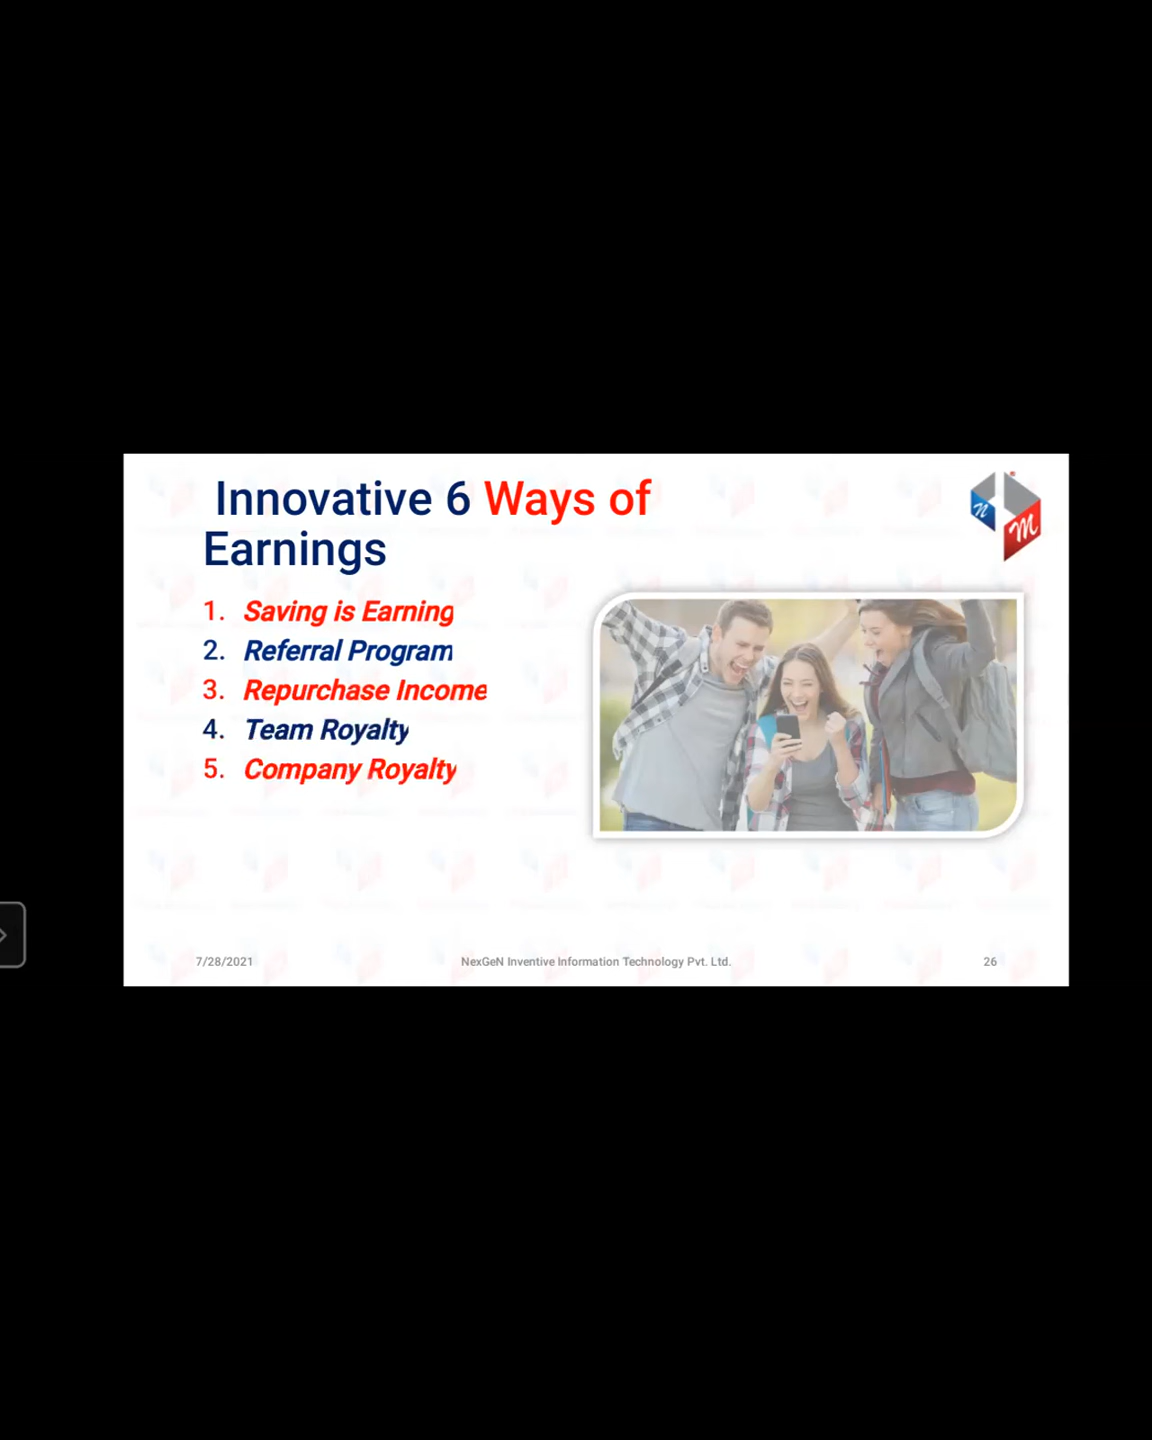 Innovative 6 Ways of
Earnings
1. Saving is Earning
2. Referral Program
3. Repurchase Income
4. Team Royalty
5. Company Royalty
n
m
7/28/2021 NexGeN Inventive Information Technology Pvt. Ltd. 26